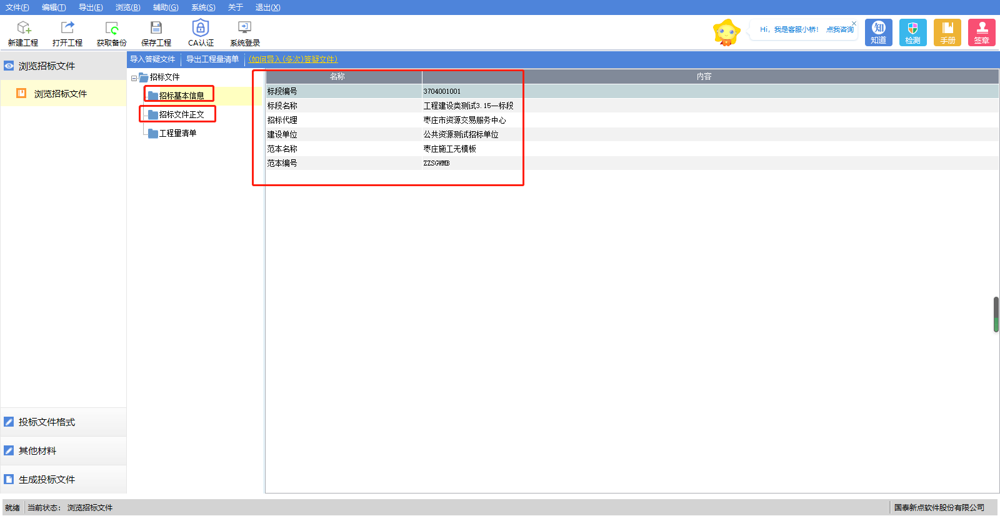 文件(F) 编辑(T) 导出(E) 浏览(B) 辅助(G) 系统(S) 关于 退出(X)
新建工程 打开工程 获取备份 保存工程 CA认证 系统登录
Hi，我是客服小桥！ 点我咨询
知 知道 检测 手册 签章
浏览招标文件
浏览招标文件
投标文件格式
其他材料
生成投标文件
导入答疑文件 导出工程量清单 (如何导入(多次)答疑文件)
招标文件
招标基本信息
招标文件正文
工程量清单
名称 内容
标段编号 3704001001
标段名称 工程建设类测试3.15一标段
招标代理 枣庄市资源交易服务中心
建设单位 公共资源测试招标单位
范本名称 枣庄施工无模板
范本编号 ZZSGWMB
就绪 当前状态： 浏览招标文件 国泰新点软件股份有限公司